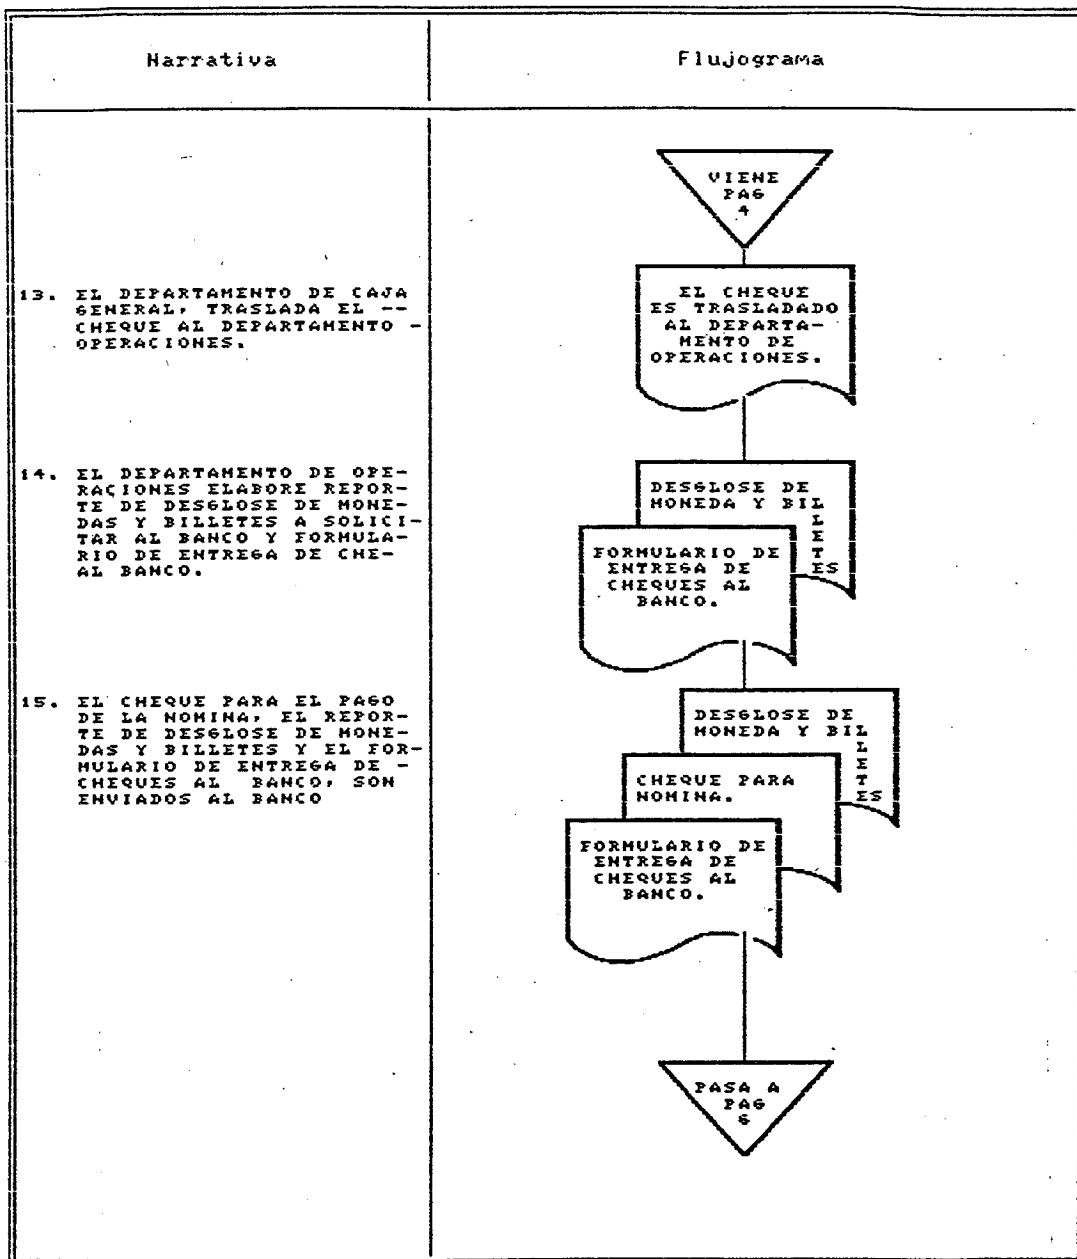 Narrativa
Flujograma
VIENE
PAG
4
13. EL DEPARTAMENTO DE CAJA
GENERAL, TRASLADA EL --
CHEQUE AL DEPARTAMENTO -
OPERACIONES.
EL CHEQUE
ES TRASLADADO
AL DEPARTA-
MENTO DE
OPERACIONES.
14. EL DEPARTAMENTO DE OPE-
RACIONES ELABORE REPOR-
TE DE DESGLOSE DE MONE-
DAS Y BILLETES A SOLICI-
TAR AL BANCO Y FORMULA-
RIO DE ENTREGA DE CHE-
AL BANCO.
DESGLOSE DE
MONEDA Y BIL
L
E
T
ES
FORMULARIO DE
ENTREGA DE
CHEQUES AL
BANCO.
15. EL CHEQUE PARA EL PAGO
DE LA NOMINA, EL REPOR-
TE DE DESGLOSE DE MONE-
DAS Y BILLETES Y EL FOR-
MULARIO DE ENTREGA DE -
CHEQUES AL BANCO, SON
ENVIADOS AL BANCO
DESGLOSE DE
MONEDA Y BIL
L
E
T
ES
CHEQUE PARA
NOMINA.
FORMULARIO DE
ENTREGA DE
CHEQUES AL
BANCO.
PASA A
PAG
6